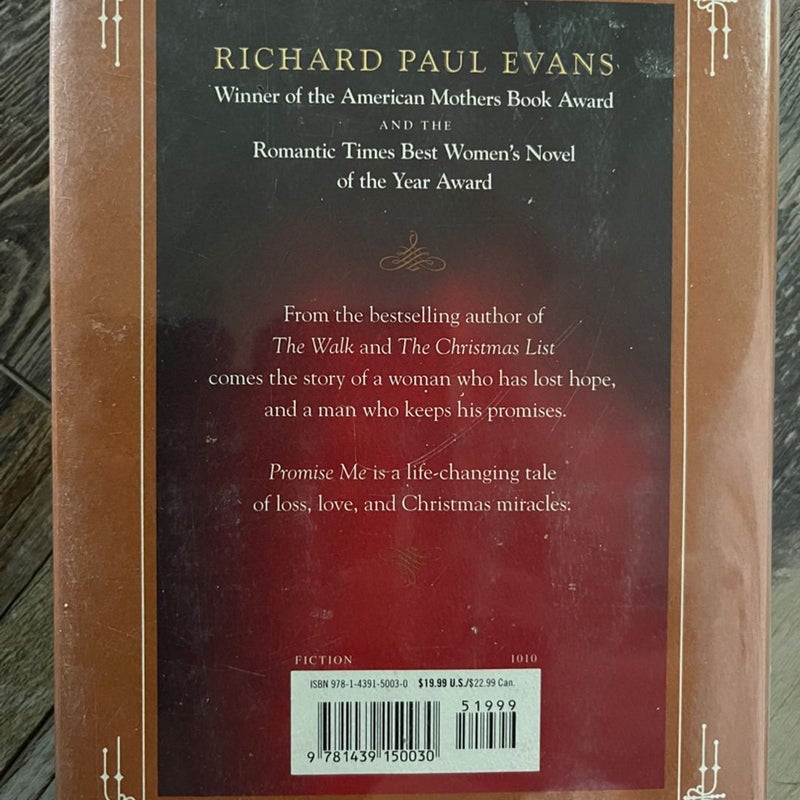 RICHARD PAUL EVANS
Winner of the American Mothers Book Award
AND THE
Romantic Times Best Women's Novel
of the Year Award
From the bestselling author of
The Walk and The Christmas List
comes the story of a woman who has lost hope,
and a man who keeps his promises.
Promise Me is a life-changing tale
of loss, love, and Christmas miracles.
FICTION 1010
ISBN 978-1-4391-5003-0 $19.99 U.S./$22.99 Can.
51999
9 781439 150030